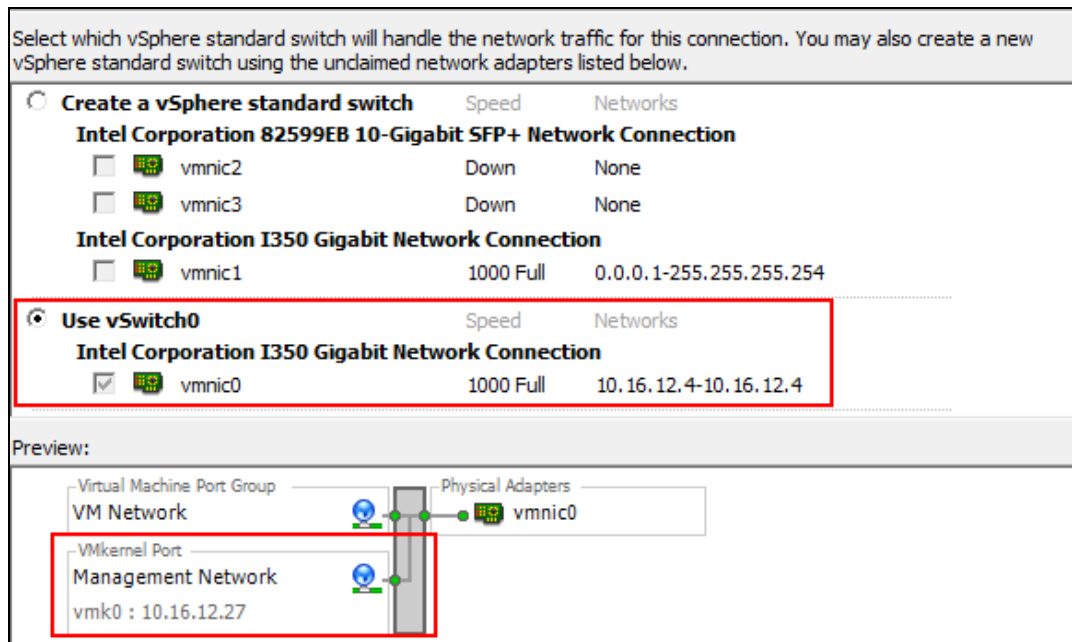 Select which vSphere standard switch will handle the network traffic for this connection. You may also create a new
vSphere standard switch using the unclaimed network adapters listed below.
Create a vSphere standard switch Speed Networks
Intel Corporation 82599EB 10-Gigabit SFP+ Network Connection
vmnic2 Down None
vmnic3 Down None
Intel Corporation I350 Gigabit Network Connection
vmnic1 1000 Full 0.0.0.1-255.255.255.254
Use vSwitch0 Speed Networks
Intel Corporation I350 Gigabit Network Connection
vmnic0 1000 Full 10.16.12.4-10.16.12.4
Preview:
Virtual Machine Port Group Physical Adapters
VM Network vmnic0
VMkernel Port
Management Network
vmk0 : 10.16.12.27